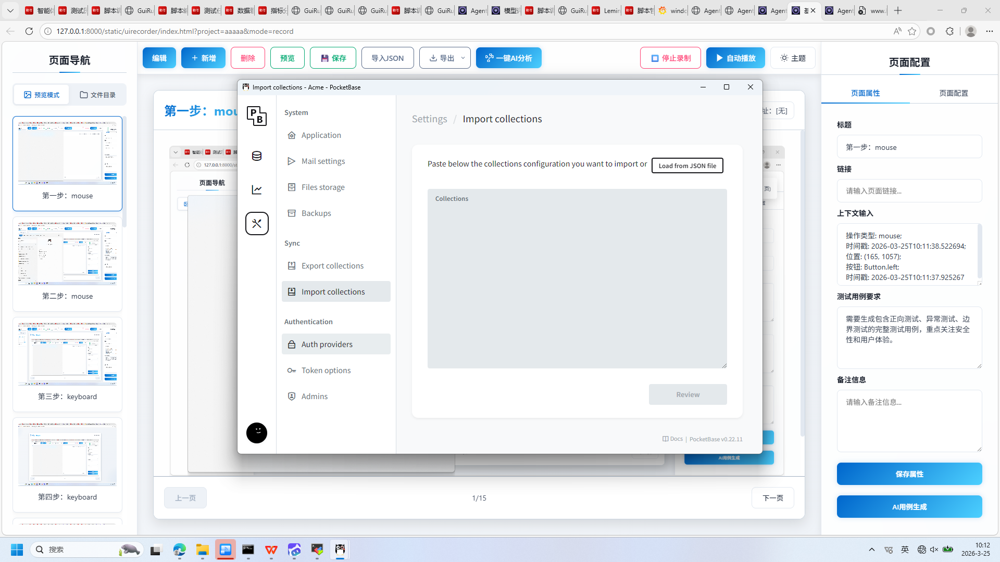 智能体
测试用
脚本调
GuiRu
脚本编
测试任
数据看
指标分
GuiRu
GuiRu
GuiRu
脚本调
GuiRu
Agent
模型评
脚本调
GuiRu
Lemin
脚本管
windo
Agent
Agent
Agent
Agent
www.
127.0.0.1:8000/static/uirecorder/index.html?project=aaaaa&mode=record
页面导航
预览模式
文件目录
第一步：mouse
第二步：mouse
第三步：keyboard
第四步：keyboard
编辑
新增
删除
预览
保存
导入JSON
导出
一键AI分析
停止录制
自动播放
主题
第一步：mou
址：[无]
127.0.0.1:8000/st
页面导航
AI用例生成
上一页
1/15
下一页
Import collections - Acme - PocketBase
PB
System
Application
Mail settings
Files storage
Backups
Sync
Export collections
Import collections
Authentication
Auth providers
Token options
Admins
Settings / Import collections
Paste below the collections configuration you want to import or
Load from JSON file
Collections
Review
Docs | PocketBase v0.22.11
页面配置
页面属性
页面配置
标题
第一步：mouse
链接
请输入页面链接...
上下文输入
操作类型: mouse;
时间戳: 2026-03-25T10:11:38.522694;
位置: (165, 1057);
按钮: Button.left;
时间戳: 2026-03-25T10:11:37.925267
测试用例要求
需要生成包含正向测试、异常测试、边
界测试的完整测试用例，重点关注安全
性和用户体验。
备注信息
请输入备注信息...
保存属性
AI用例生成
搜索
英
10:12
2026-3-25